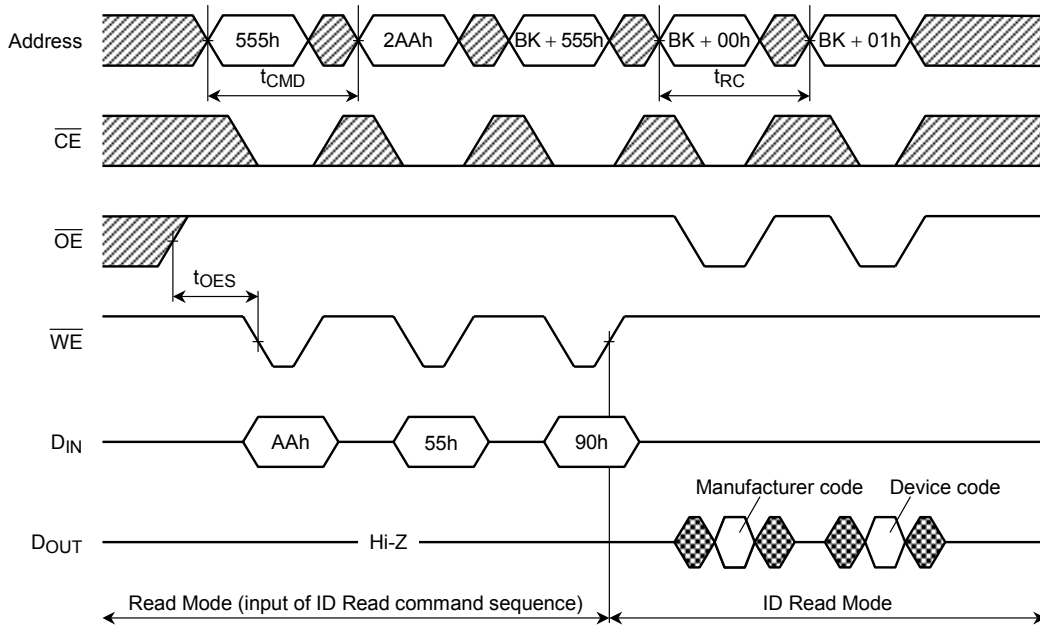 Address 555h 2AAh BK + 555h BK + 00h BK + 01h
tCMD tRC
CE
OE
tOES
WE
DIN AAh 55h 90h
Manufacturer code Device code
DOUT Hi-Z
Read Mode (input of ID Read command sequence) ID Read Mode